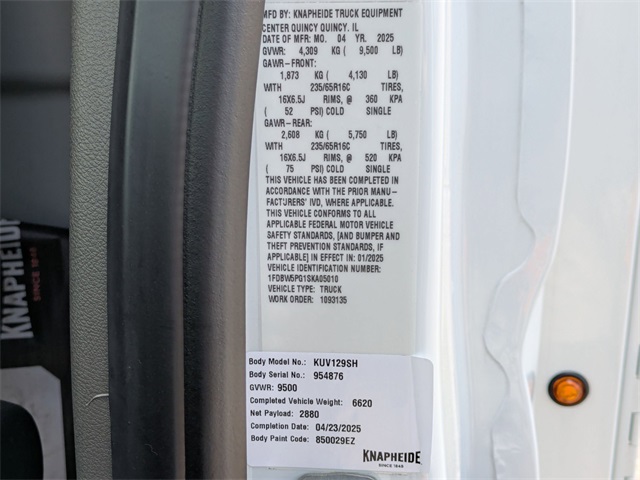 MFD BY: KNAPHEIDE TRUCK EQUIPMENT
CENTER QUINCY QUINCY, IL
DATE OF MFR: MO. 04 YR. 2025
GVWR: 4,309 KG ( 9,500 LB)
GAWR-FRONT:
1,873 KG ( 4,130 LB)
WITH 235/65R16C TIRES,
16X6.5J RIMS, @ 360 KPA
( 52 PSI) COLD SINGLE
GAWR-REAR:
2,608 KG ( 5,750 LB)
WITH 235/65R16C TIRES,
16X6.5J RIMS, @ 520 KPA
( 75 PSI) COLD SINGLE
THIS VEHICLE HAS BEEN COMPLETED IN
ACCORDANCE WITH THE PRIOR MANU-
FACTURERS' IVD, WHERE APPLICABLE.
THIS VEHICLE CONFORMS TO ALL
APPLICABLE FEDERAL MOTOR VEHICLE
SAFETY STANDARDS, [AND BUMPER AND
THEFT PREVENTION STANDARDS, IF
APPLICABLE] IN EFFECT IN: 01/2025
VEHICLE IDENTIFICATION NUMBER:
1FDBW5PG1SKA05010
VEHICLE TYPE: TRUCK
WORK ORDER: 1093135
KNAPHEIDE
SINCE 1848
Body Model No.: KUV129SH
Body Serial No.: 954876
GVWR: 9500
Completed Vehicle Weight: 6620
Net Payload: 2880
Completion Date: 04/23/2025
Body Paint Code: 850029EZ
KNAPHEIDE
SINCE 1848